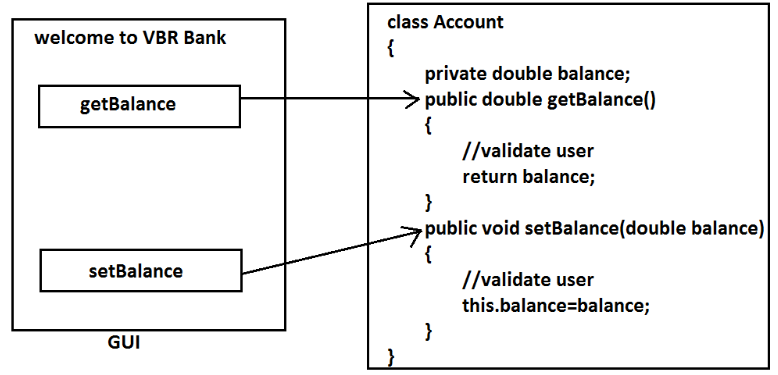 welcome to VBR Bank
getBalance
setBalance
GUI
class Account
{
private double balance;
public double getBalance()
{
//validate user
return balance;
}
public void setBalance(double balance)
{
//validate user
this.balance=balance;
}
}